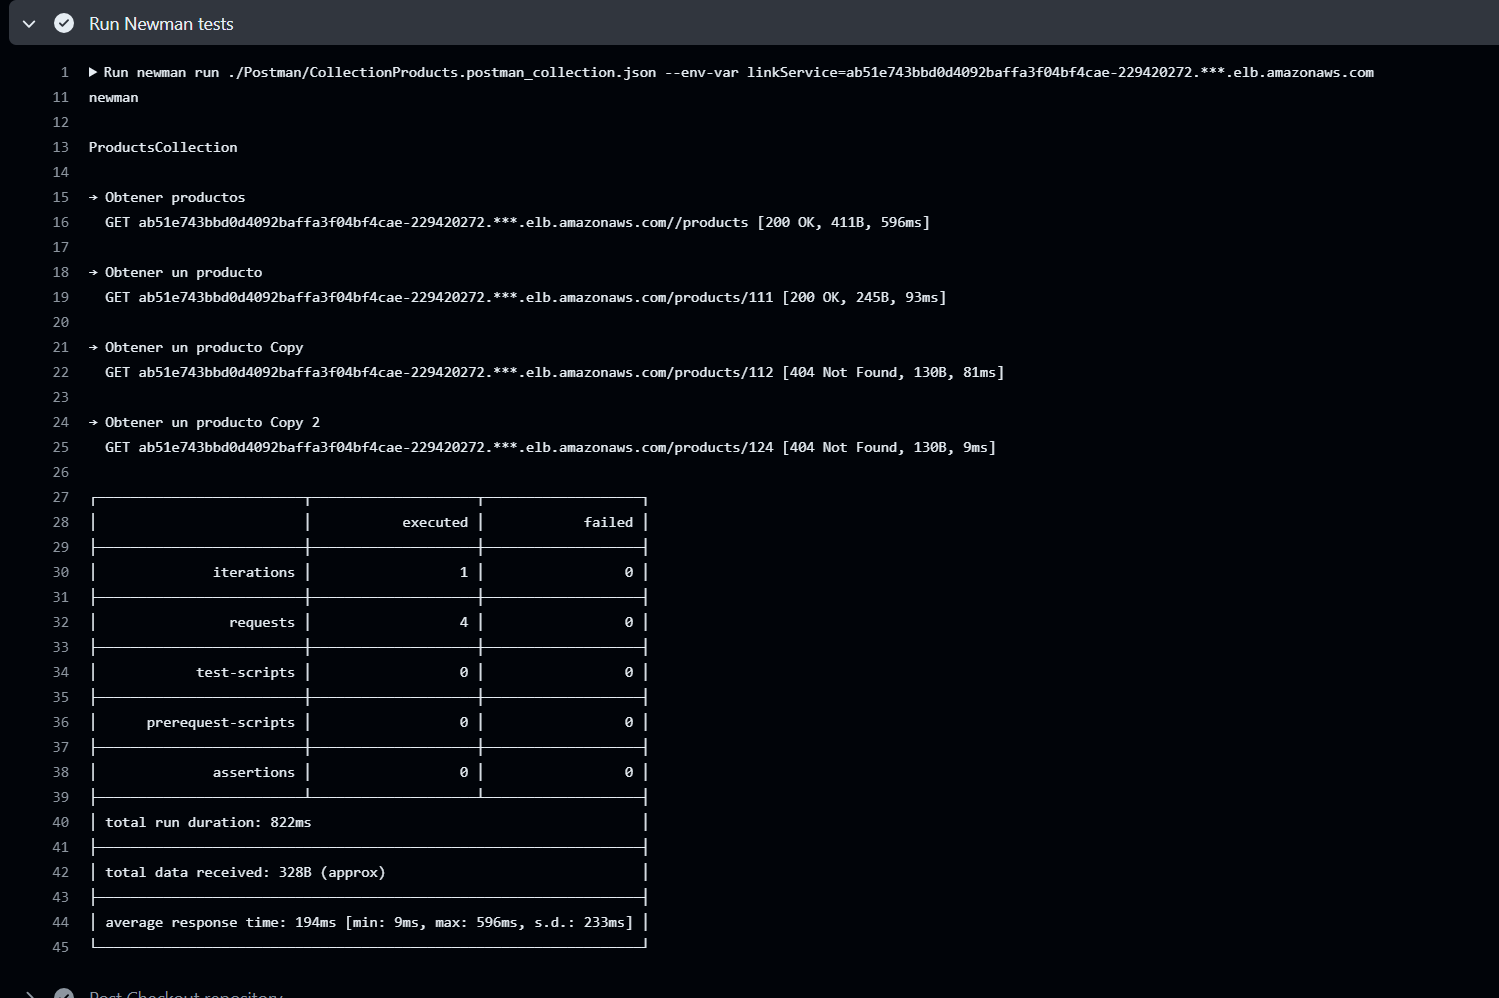 Run Newman tests
1 Run newman run ./Postman/CollectionProducts.postman_collection.json --env-var linkService=ab51e743bbd0d4092baffa3f04bf4cae-229420272.***.elb.amazonaws.com
11 newman
12
13 ProductsCollection
14
15 → Obtener productos
16 GET ab51e743bbd0d4092baffa3f04bf4cae-229420272.***.elb.amazonaws.com//products [200 OK, 411B, 596ms]
17
18 → Obtener un producto
19 GET ab51e743bbd0d4092baffa3f04bf4cae-229420272.***.elb.amazonaws.com/products/111 [200 OK, 245B, 93ms]
20
21 → Obtener un producto Copy
22 GET ab51e743bbd0d4092baffa3f04bf4cae-229420272.***.elb.amazonaws.com/products/112 [404 Not Found, 130B, 81ms]
23
24 → Obtener un producto Copy 2
25 GET ab51e743bbd0d4092baffa3f04bf4cae-229420272.***.elb.amazonaws.com/products/124 [404 Not Found, 130B, 9ms]
26
27
28 executed failed
29
30 iterations 1 0
31
32 requests 4 0
33
34 test-scripts 0 0
35
36 prerequest-scripts 0 0
37
38 assertions 0 0
39
40 total run duration: 822ms
41
42 total data received: 328B (approx)
43
44 average response time: 194ms [min: 9ms, max: 596ms, s.d.: 233ms]
45
Post Checkout repository